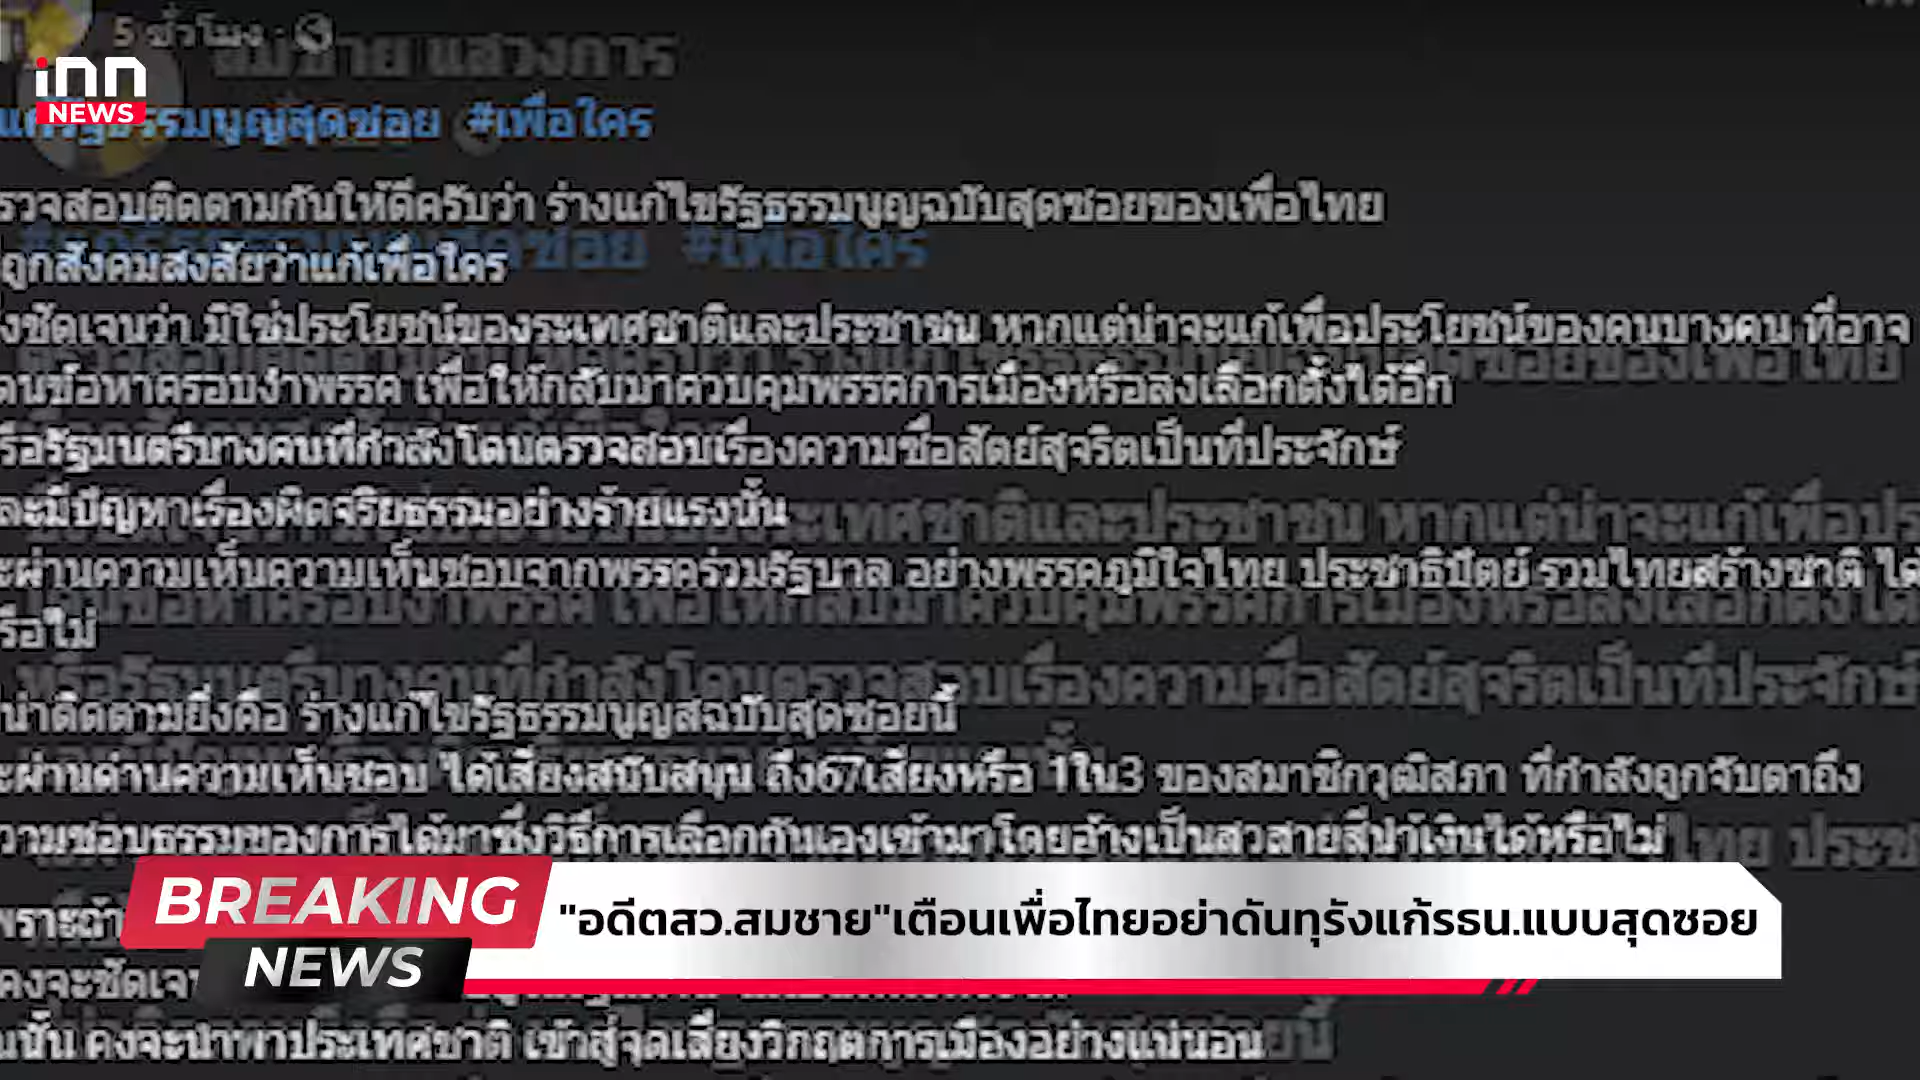 5 ชั่วโมง
inn
NEWS
สมชาย แสวงการ
แก้รัฐธรรมนูญสุดซอย #เพื่อใคร
รวจสอบติดตามกันให้ดีครับว่า ร่างแก้ไขรัฐธรรมนูญฉบับสุดซอยของเพื่อไทย
ถูกสังคมสงสัยว่าแก้เพื่อใคร
งชัดเจนว่า มิใช่ประโยชน์ของระเทศชาติและประชาชน หากแต่น่าจะแก้เพื่อประโยชน์ของคนบางคน ที่อาจ
ดนข้อหาครอบงำพรรค เพื่อให้กลับมาควบคุมพรรคการเมืองหรือลงเลือกตั้งได้อีก
รือรัฐมนตรีบางคนที่กำลังโดนตรวจสอบเรื่องความซื่อสัตย์สุจริตเป็นที่ประจักษ์
ละมีปัญหาเรื่องผิดจริยธรรมอย่างร้ายแรงนั้น
ะผ่านความเห็นความเห็นชอบจากพรรคร่วมรัฐบาล อย่างพรรคภูมิใจไทย ประชาธิปัตย์ รวมไทยสร้างชาติ ได้
รือไม่
น่าติดตามยิ่งคือ ร่างแก้ไขรัฐธรรมนูญสฉบับสุดซอยนี้
ะผ่านด่านความเห็นชอบ ได้เสียงสนับสนุน ถึง67เสียงหรือ 1ใน3 ของสมาชิกวุฒิสภา ที่กำลังถูกจับตาถึง
วามชอบธรรมของการได้มาซึ่งวิธีการเลือกกันเองเข้ามาโดยอ้างเป็นสวสายสีน้ำเงินได้หรือไม่
พราะถ้า
BREAKING
NEWS
"อดีตสว.สมชาย"เตือนเพื่อไทยอย่าดันทุรังแก้รธน.แบบสุดซอย
คงจะชัดเจ
นนั้น คงจะนำพาประเทศชาติ เข้าสู่จุดเสี่ยงวิกฤตการเมืองอย่างแน่นอน